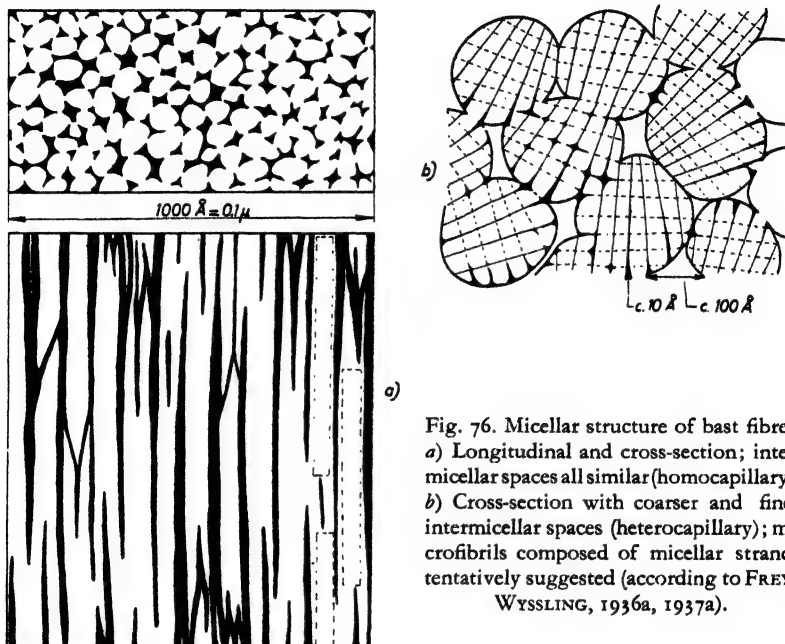 1000 Å = 0.1 µ
a)
b)
c. 10 Å c. 100 Å
Fig. 76. Micellar structure of bast fibre
a) Longitudinal and cross-section; inte
micellar spaces all similar (homocapillary
b) Cross-section with coarser and fine
intermicellar spaces (heterocapillary); m
crofibrils composed of micellar strand
tentatively suggested (according to FREY
WYSSLING, 1936a, 1937a).